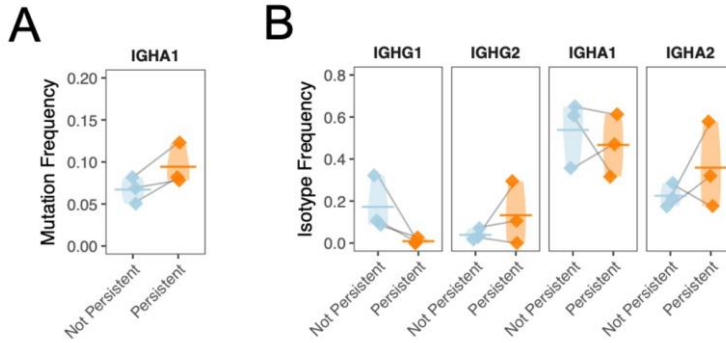 A
IGHA1
Mutation Frequency
0.20
0.15
0.10
0.05
0.00
Not Persistent
Persistent
B
IGHG1
IGHG2
IGHA1
IGHA2
Isotype Frequency
0.8
0.6
0.4
0.2
0.0
Not Persistent
Persistent
Not Persistent
Persistent
Not Persistent
Persistent
Not Persistent
Persistent